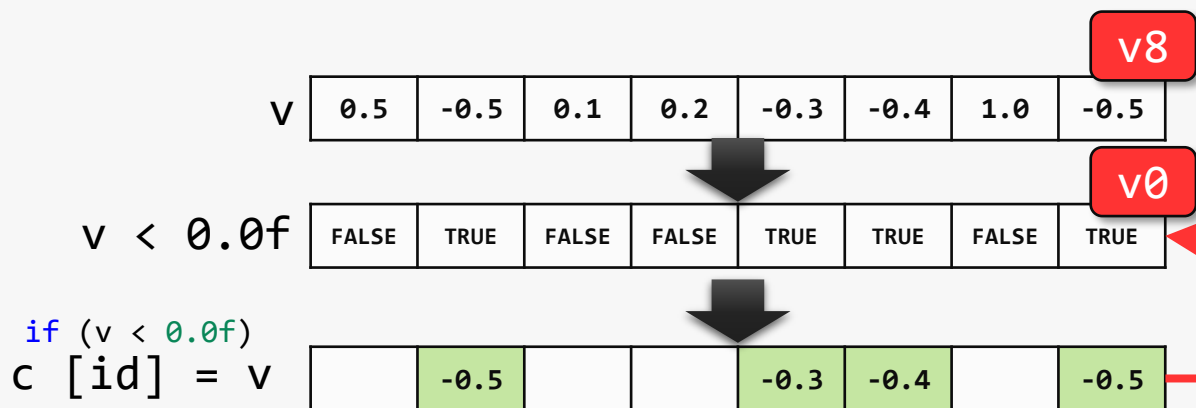 v8
v 0.5 -0.5 0.1 0.2 -0.3 -0.4 1.0 -0.5
v0
v < 0.0f FALSE TRUE FALSE FALSE TRUE TRUE FALSE TRUE
if (v < 0.0f)
c [id] = v -0.5 -0.3 -0.4 -0.5